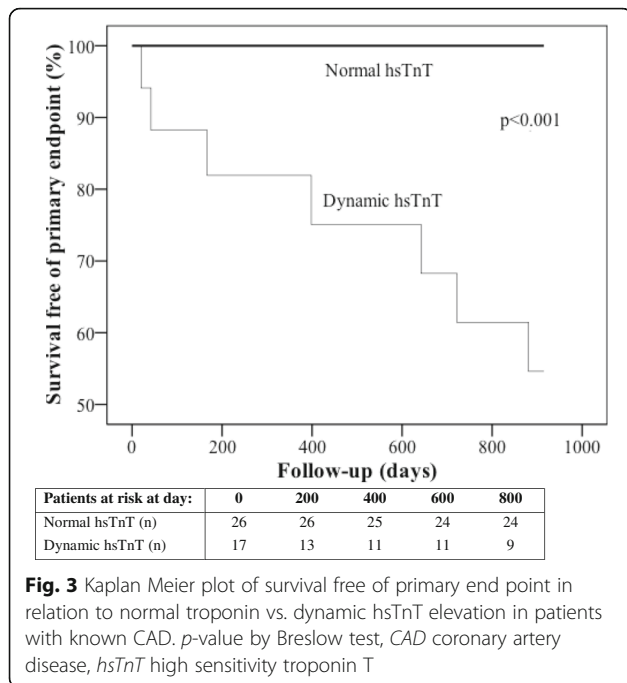 Survival free of primary endpoint (%)
100
90
80
70
60
50
Normal hsTnT
p<0.001
Dynamic hsTnT
0 200 400 600 800 1000
Follow-up (days)
Patients at risk at day: 0 200 400 600 800
Normal hsTnT (n) 26 26 25 24 24
Dynamic hsTnT (n) 17 13 11 11 9
Fig. 3 Kaplan Meier plot of survival free of primary end point in
relation to normal troponin vs. dynamic hsTnT elevation in patients
with known CAD. p-value by Breslow test, CAD coronary artery
disease, hsTnT high sensitivity troponin T